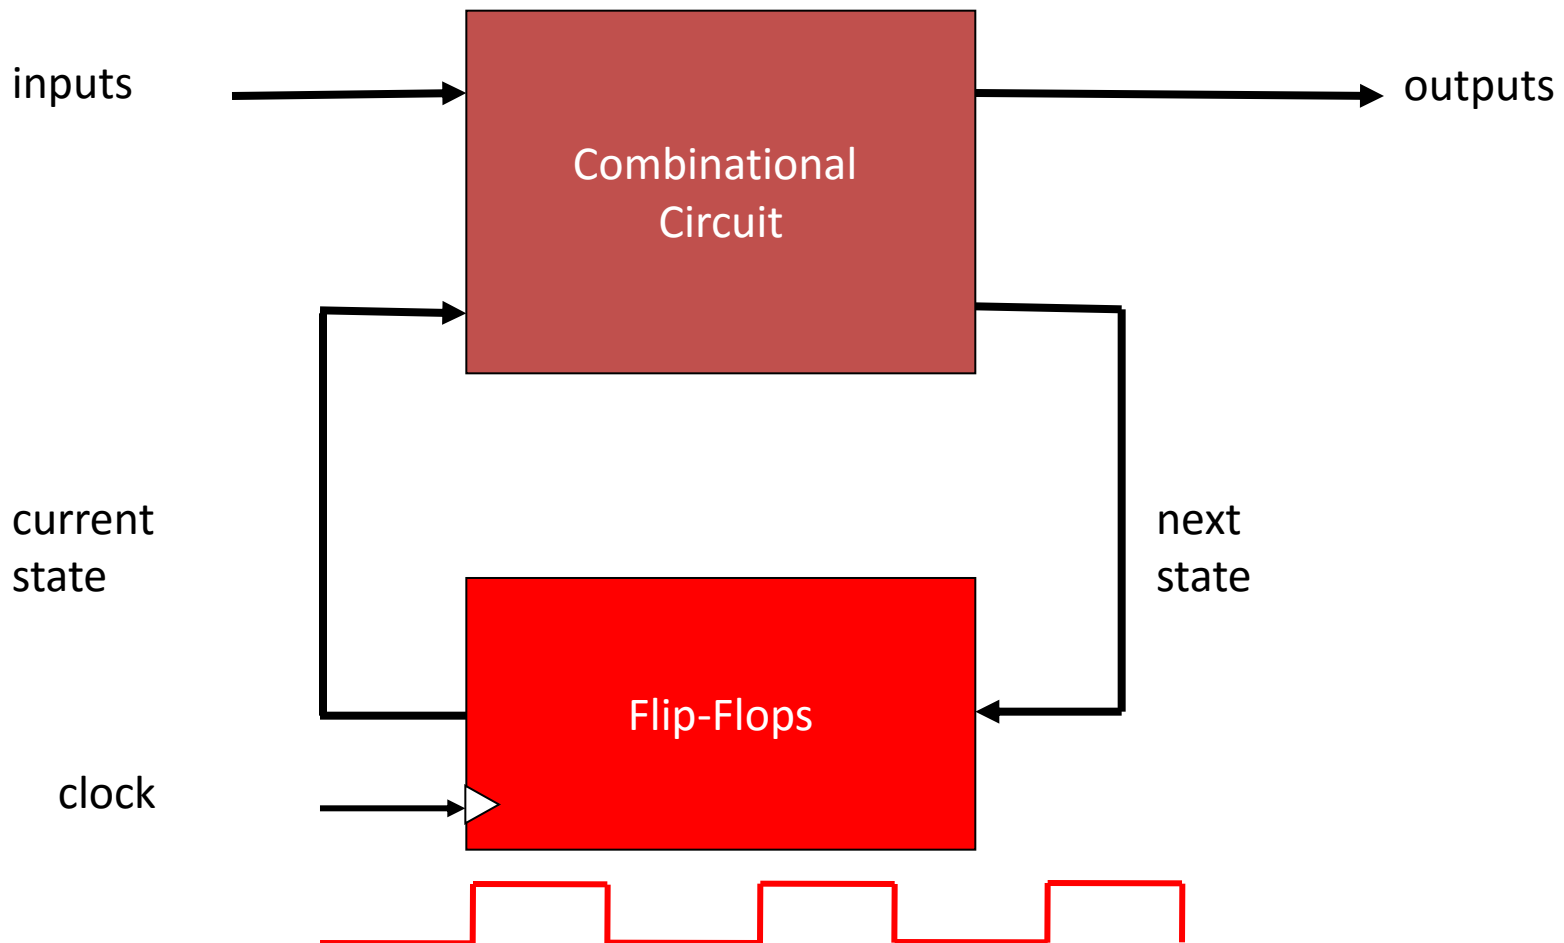 inputs
outputs
Combinational
Circuit
current
state
next
state
Flip-Flops
clock